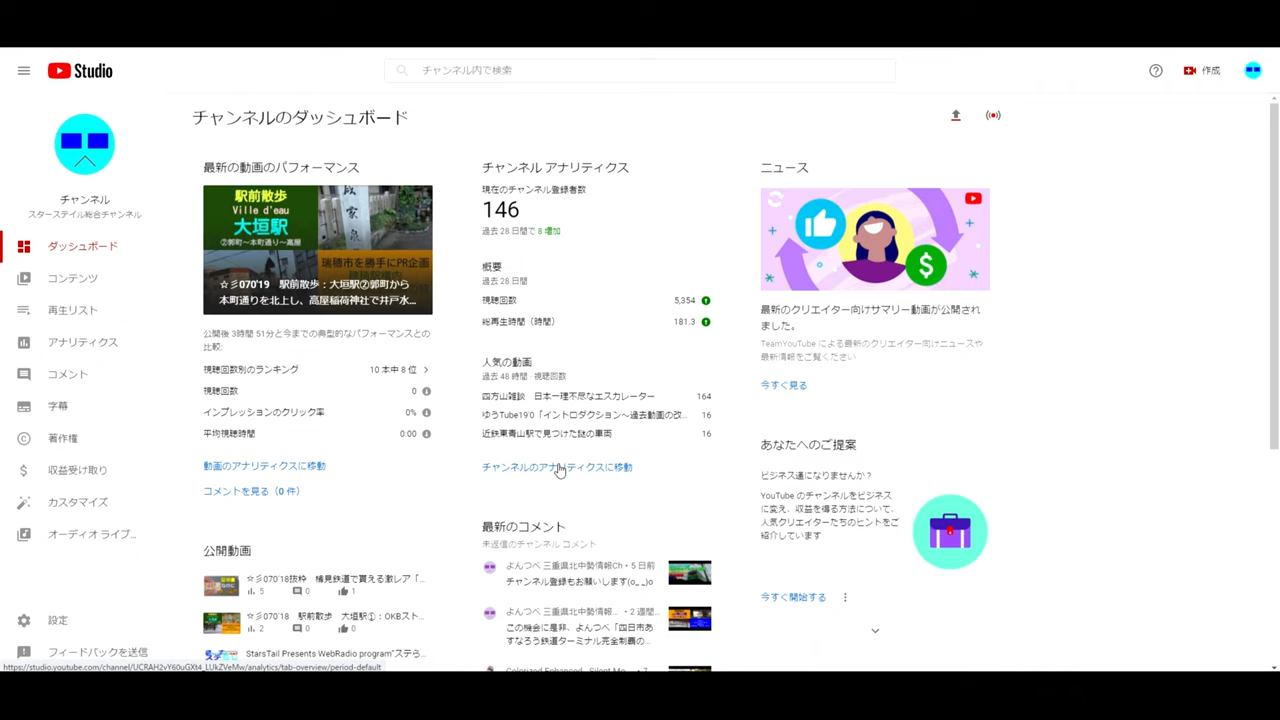 Studio
チャンネル内で検索
作成
チャンネル
スターステイル総合チャンネル
ダッシュボード
コンテンツ
再生リスト
アナリティクス
コメント
字幕
著作権
収益受け取り
カスタマイズ
オーディオ ライブ...
設定
フィードバックを送信
チャンネルのダッシュボード
最新の動画のパフォーマンス
駅前散歩
Ville d'eau
大垣駅
②郭町～本町通り～高屋
瑞穂市を勝手にPR企画
☆彡070'19 駅前散歩：大垣駅②郭町から
本町通りを北上し、高屋稲荷神社で井戸水...
公開後 3時間 51分と今までの典型的なパフォーマンスとの
比較:
視聴回数別のランキング 10 本中 8 位
視聴回数 0
インプレッションのクリック率 0%
平均視聴時間 0:00
動画のアナリティクスに移動
コメントを見る（0 件）
公開動画
☆彡070'18抜粋 樽見鉄道で買える激レア「...
5 0 1
☆彡070'18 駅前散歩 大垣駅①：OKBスト...
2 0 0
StarsTail Presents WebRadio program"ステら...
チャンネル アナリティクス
現在のチャンネル登録者数
146
過去 28 日間で 8 増加
概要
過去 28 日間
視聴回数 5,354
総再生時間（時間） 181.3
人気の動画
過去 48 時間 · 視聴回数
四方山雑談 日本一理不尽なエスカレーター 164
ゆうTube19'0「イントロダクション～過去動画の改... 16
近鉄東青山駅で見つけた謎の車両 16
チャンネルのアナリティクスに移動
最新のコメント
未返信のチャンネル コメント
よんつべ 三重県北中勢情報Ch • 5 日前
チャンネル登録もお願いします(o_ _)o
よんつべ 三重県北中勢情報... • 2 週間...
この機会に是非、よんつべ「四日市あ
すなろう鉄道ターミナル完全制覇の...
Colorized Enhanced - Silent Mo...
ニュース
最新のクリエイター向けサマリー動画が公開され
ました。
TeamYouTube による最新のクリエイター向けニュースや
最新情報をご覧ください
今すぐ見る
あなたへのご提案
ビジネス通になりませんか？
YouTube のチャンネルをビジネス
に変え、収益を得る方法について、
人気クリエイターたちのヒントをご
紹介しています
今すぐ開始する
https://studio.youtube.com/channel/UCRAH2vY60uGXt4_LUkZVeMw/analytics/tab-overview/period-default